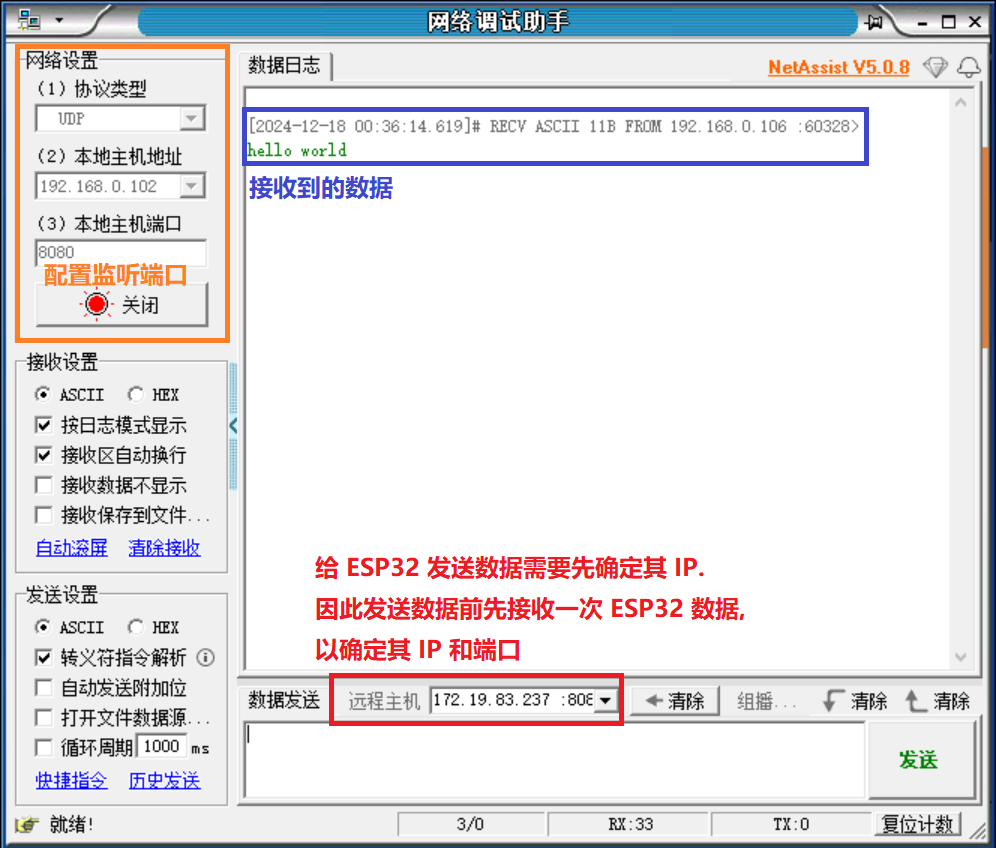 网络调试助手
网络设置
(1) 协议类型
UDP
(2) 本地主机地址
192.168.0.102
(3) 本地主机端口
8080
配置监听端口
关闭
接收设置
ASCII HEX
按日志模式显示
接收区自动换行
接收数据不显示
接收保存到文件...
自动滚屏 清除接收
发送设置
ASCII HEX
转义符指令解析
自动发送附加位
打开文件数据源...
循环周期 1000 ms
快捷指令 历史发送
数据日志
NetAssist V5.0.8
[2024-12-18 00:36:14.619]# RECV ASCII 11B FROM 192.168.0.106 :60328>
hello world
接收到的数据
给 ESP32 发送数据需要先确定其 IP.
因此发送数据前先接收一次 ESP32 数据,
以确定其 IP 和端口
数据发送 远程主机 172.19.83.237 :808 清除 组播... 清除 清除
发送
就绪! 3/0 RX:33 TX:0 复位计数